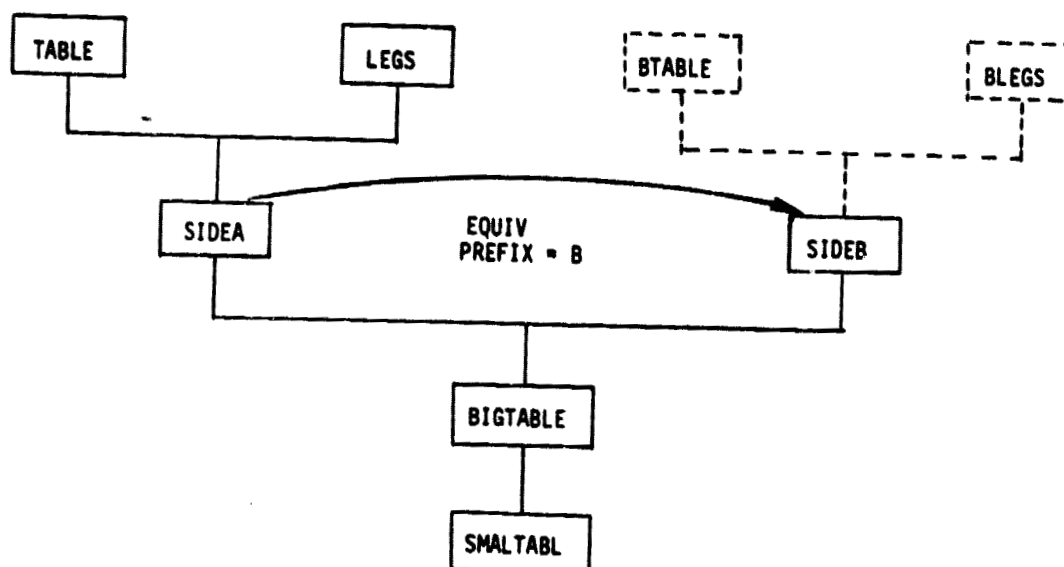 TABLE
LEGS
BTABLE
BLEGS
SIDEA
EQUIV
PREFIX = B
SIDEB
BIGTABLE
SMALTABL